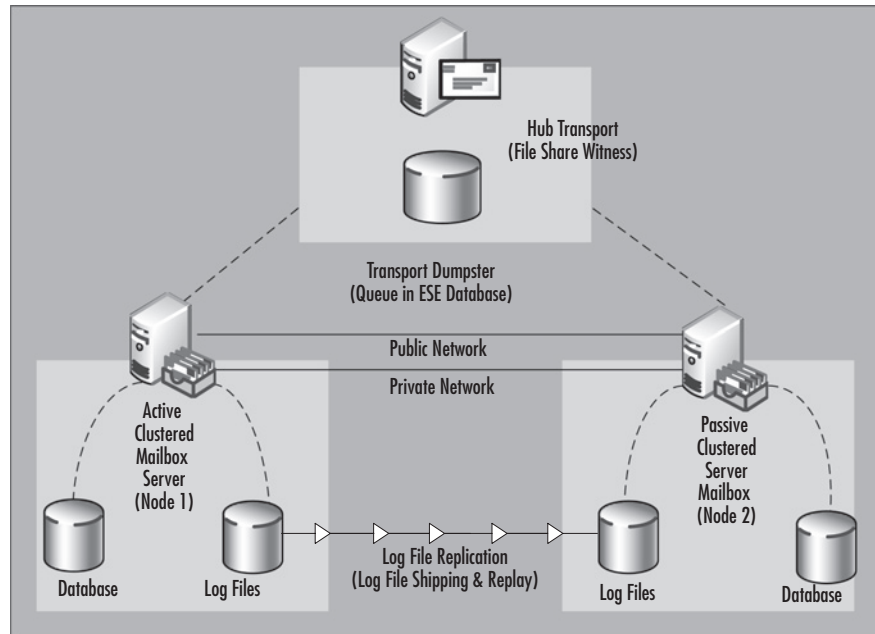 Hub Transport
(File Share Witness)
Transport Dumpster
(Queue in ESE Database)
Public Network
Private Network
Active
Clustered
Mailbox
Server
(Node 1)
Passive
Clustered
Server
Mailbox
(Node 2)
Database
Log Files
Log File Replication
(Log File Shipping & Replay)
Log Files
Database